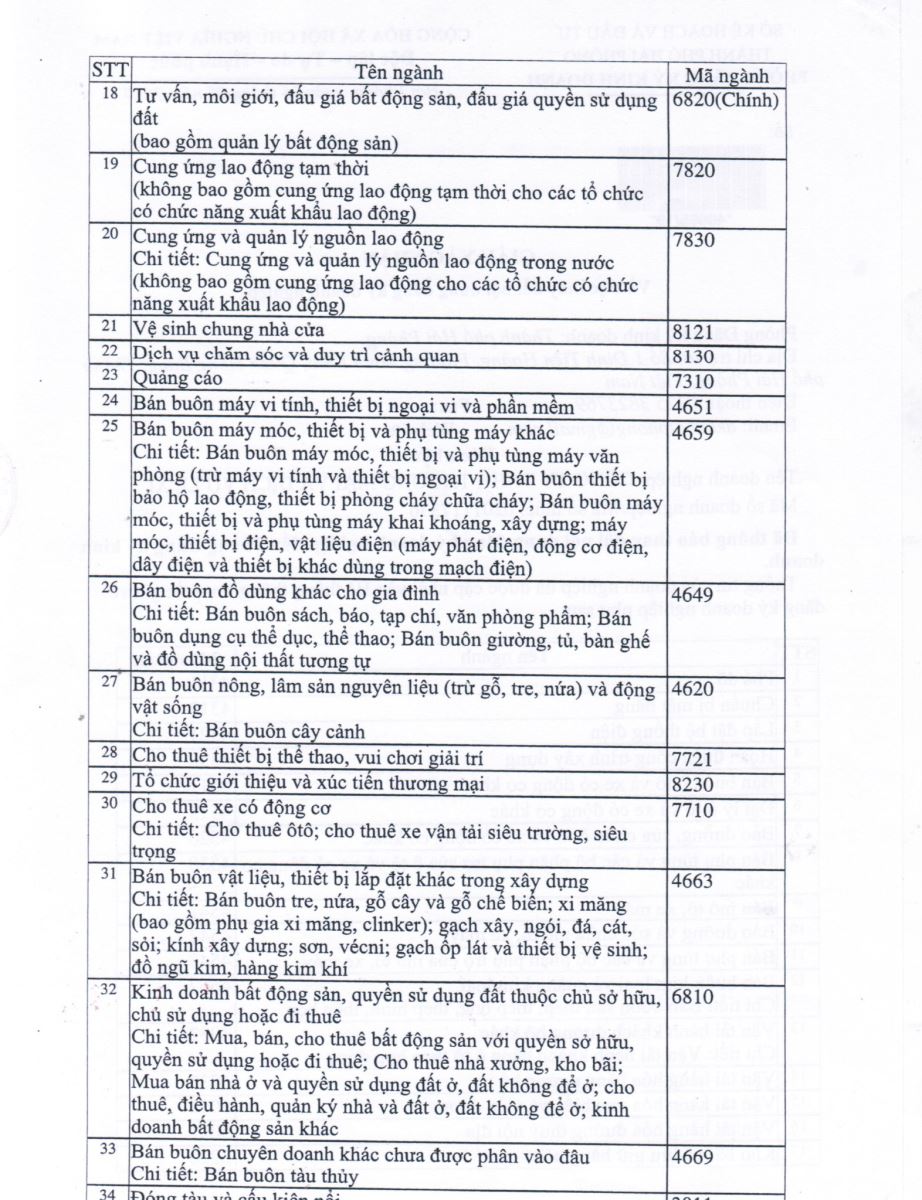 STT Tên ngành Mã ngành
18 Tư vấn, môi giới, đấu giá bất động sản, đấu giá quyền sử dụng 6820(Chính)
đất
(bao gồm quản lý bất động sản)
19 Cung ứng lao động tạm thời 7820
(không bao gồm cung ứng lao động tạm thời cho các tổ chức
có chức năng xuất khẩu lao động)
20 Cung ứng và quản lý nguồn lao động 7830
Chi tiết: Cung ứng và quản lý nguồn lao động trong nước
(không bao gồm cung ứng lao động cho các tổ chức có chức
năng xuất khẩu lao động)
21 Vệ sinh chung nhà cửa 8121
22 Dịch vụ chăm sóc và duy trì cảnh quan 8130
23 Quảng cáo 7310
24 Bán buôn máy vi tính, thiết bị ngoại vi và phần mềm 4651
25 Bán buôn máy móc, thiết bị và phụ tùng máy khác 4659
Chi tiết: Bán buôn máy móc, thiết bị và phụ tùng máy văn
phòng (trừ máy vi tính và thiết bị ngoại vi); Bán buôn thiết bị
bảo hộ lao động, thiết bị phòng cháy chữa cháy; Bán buôn máy
móc, thiết bị và phụ tùng máy khai khoáng, xây dựng; máy
móc, thiết bị điện, vật liệu điện (máy phát điện, động cơ điện,
dây điện và thiết bị khác dùng trong mạch điện)
26 Bán buôn đồ dùng khác cho gia đình 4649
Chi tiết: Bán buôn sách, báo, tạp chí, văn phòng phẩm; Bán
buôn dụng cụ thể dục, thể thao; Bán buôn giường, tủ, bàn ghế
và đồ dùng nội thất tương tự
27 Bán buôn nông, lâm sản nguyên liệu (trừ gỗ, tre, nứa) và động 4620
vật sống
Chi tiết: Bán buôn cây cảnh
28 Cho thuê thiết bị thể thao, vui chơi giải trí 7721
29 Tổ chức giới thiệu và xúc tiến thương mại 8230
30 Cho thuê xe có động cơ 7710
Chi tiết: Cho thuê ôtô; cho thuê xe vận tải siêu trường, siêu
trọng
31 Bán buôn vật liệu, thiết bị lắp đặt khác trong xây dựng 4663
Chi tiết: Bán buôn tre, nứa, gỗ cây và gỗ chế biến; xi măng
(bao gồm phụ gia xi măng, clinker); gạch xây, ngói, đá, cát,
sỏi; kính xây dựng; sơn, vécni; gạch ốp lát và thiết bị vệ sinh;
đồ ngũ kim, hàng kim khí
32 Kinh doanh bất động sản, quyền sử dụng đất thuộc chủ sở hữu, 6810
chủ sử dụng hoặc đi thuê
Chi tiết: Mua, bán, cho thuê bất động sản với quyền sở hữu,
quyền sử dụng hoặc đi thuê; Cho thuê nhà xưởng, kho bãi;
Mua bán nhà ở và quyền sử dụng đất ở, đất không để ở; cho
thuê, điều hành, quản ký nhà và đất ở, đất không để ở; kinh
doanh bất động sản khác
33 Bán buôn chuyên doanh khác chưa được phân vào đâu 4669
Chi tiết: Bán buôn tàu thủy
34 Đóng tàu và cấu kiện nổi